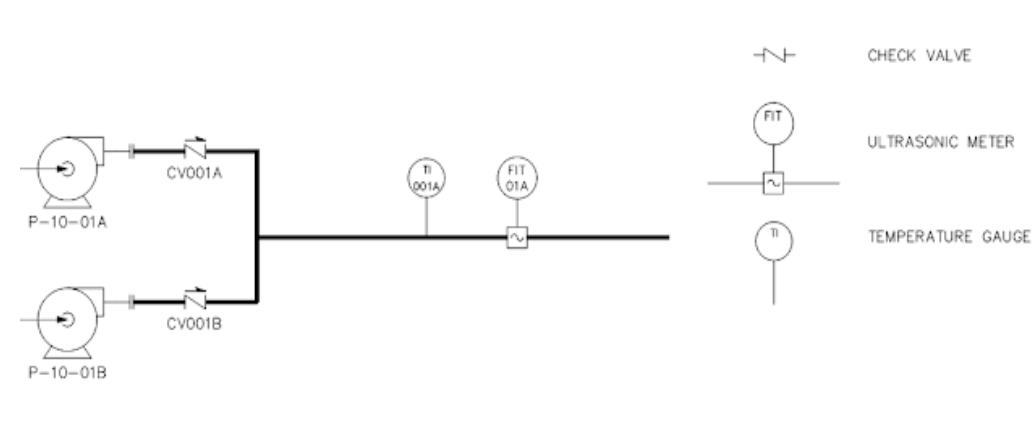 CHECK VALVE
FIT
ULTRASONIC METER
CV001A
TI
001A
FIT
01A
P-10-01A
TI
TEMPERATURE GAUGE
CV001B
P-10-01B